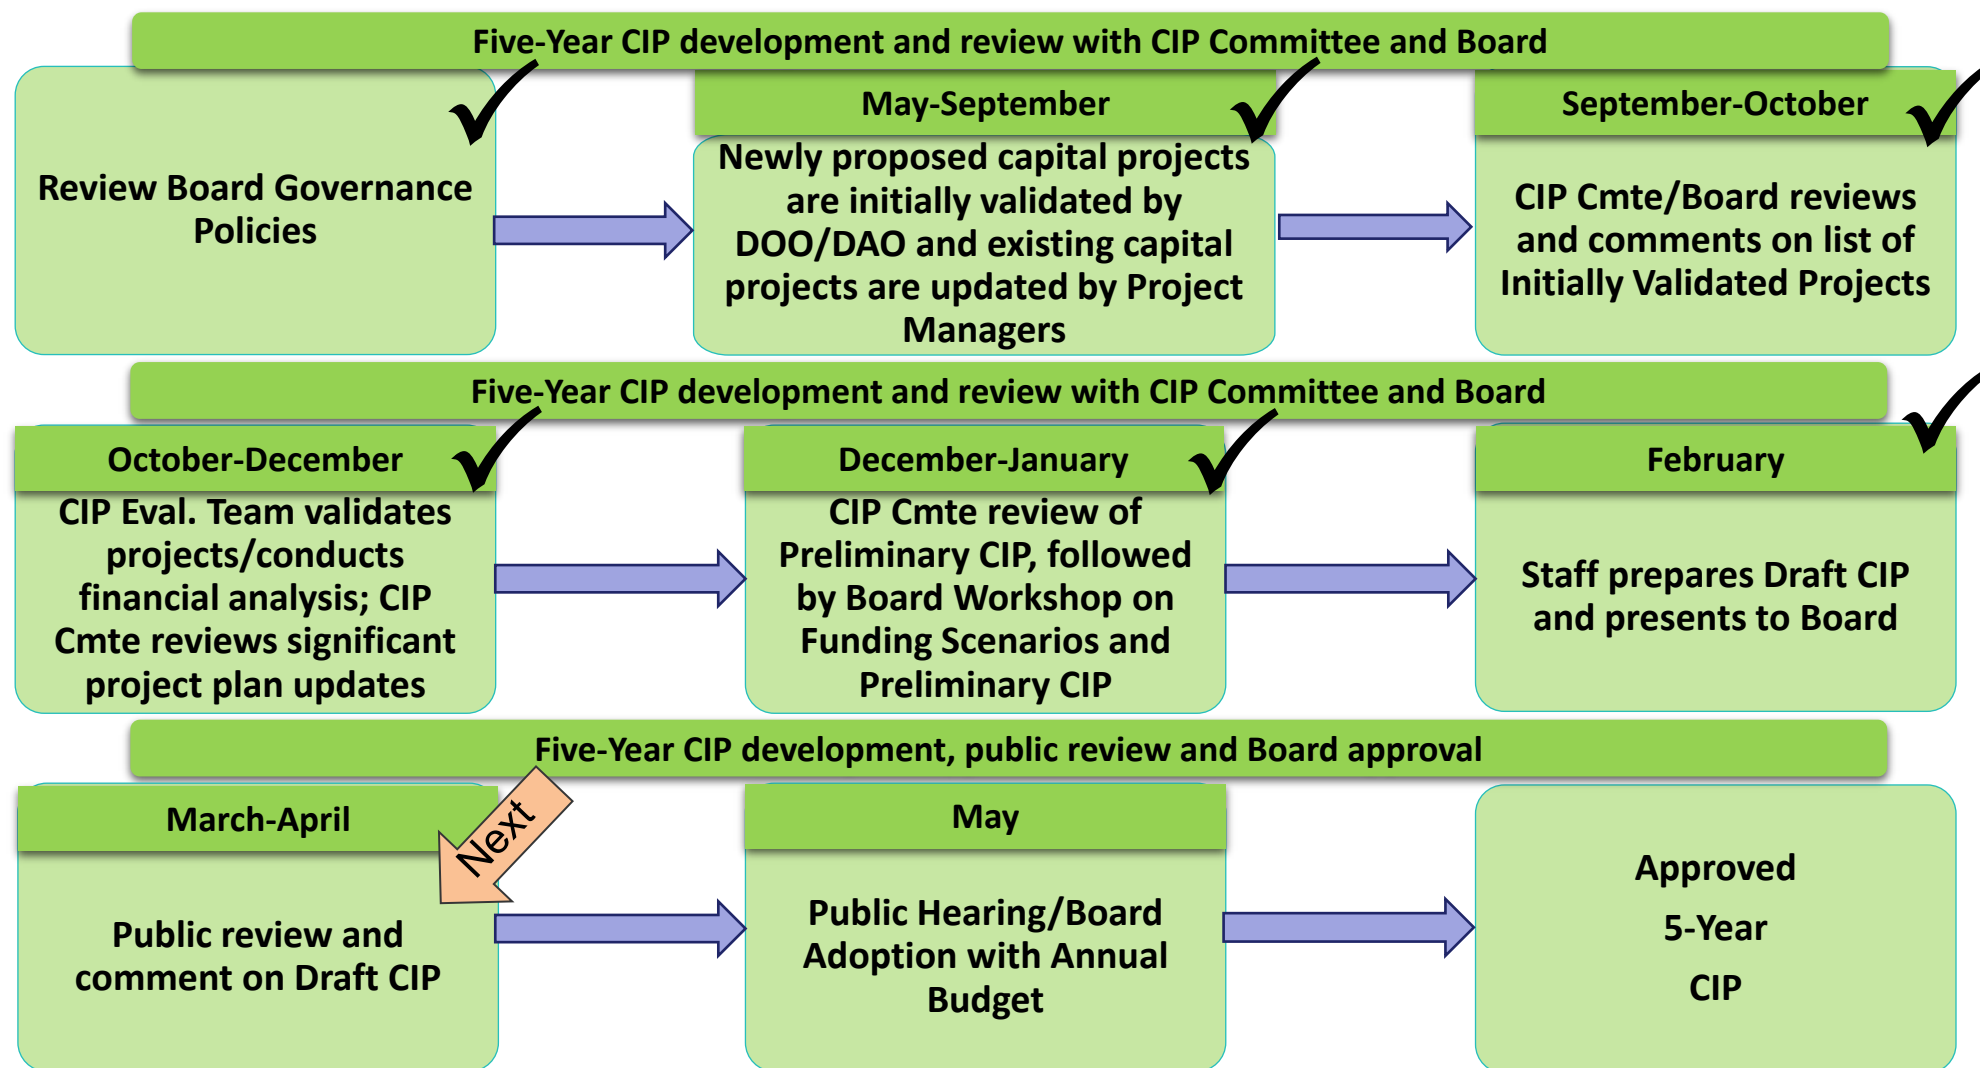 Five-Year CIP development and review with CIP Committee and Board
Review Board Governance
Policies
May-September
Newly proposed capital projects
are initially validated by
DOO/DAO and existing capital
projects are updated by Project
Managers
September-October
CIP Cmte/Board reviews
and comments on list of
Initially Validated Projects
Five-Year CIP development and review with CIP Committee and Board
October-December
CIP Eval. Team validates
projects/conducts
financial analysis; CIP
Cmte reviews significant
project plan updates
December-January
CIP Cmte review of
Preliminary CIP, followed
by Board Workshop on
Funding Scenarios and
Preliminary CIP
February
Staff prepares Draft CIP
and presents to Board
Five-Year CIP development, public review and Board approval
March-April
Next
Public review and
comment on Draft CIP
May
Public Hearing/Board
Adoption with Annual
Budget
Approved
5-Year
CIP